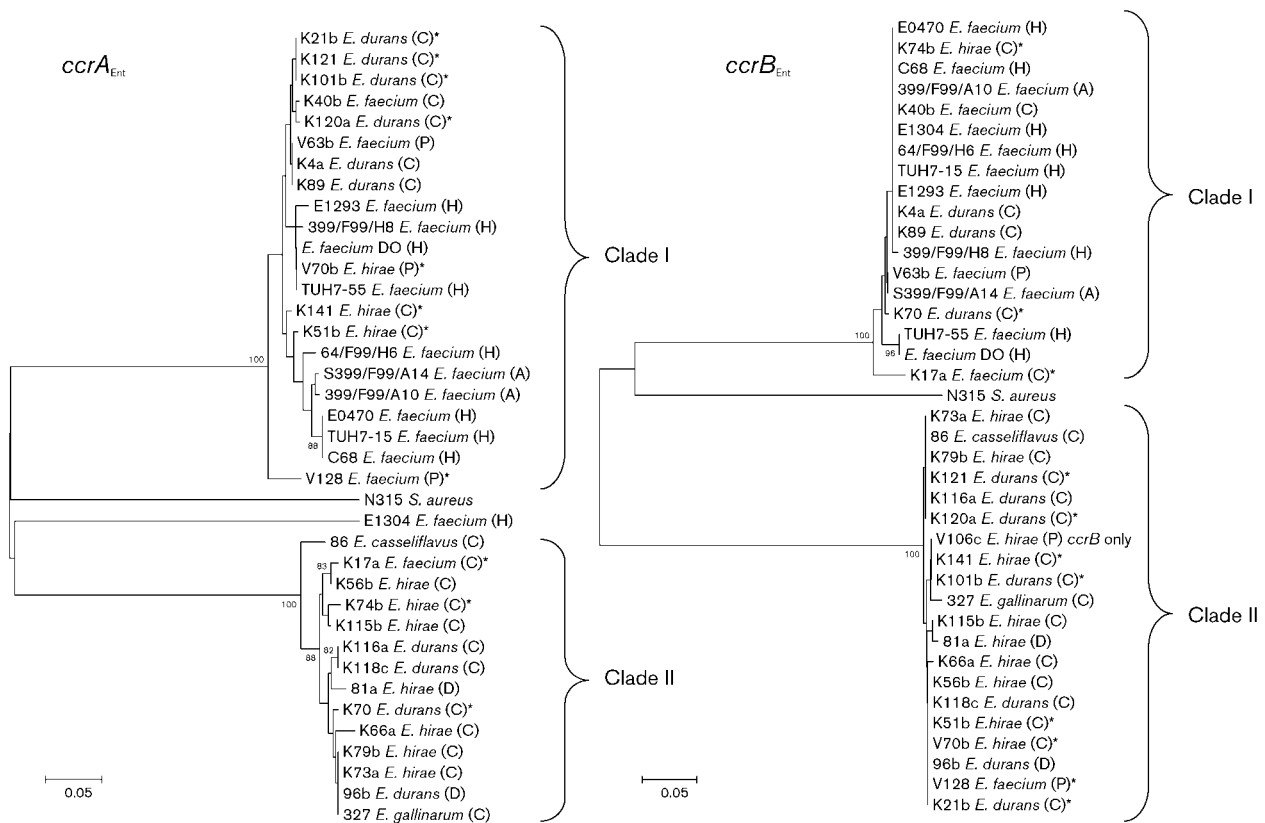 ccrA Ent
K21b E. durans (C)*
K121 E. durans (C)*
K101b E. durans (C)*
K40b E. faecium (C)
K120a E. durans (C)*
V63b E. faecium (P)
K4a E. durans (C)
K89 E. durans (C)
E1293 E. faecium (H)
399/F99/H8 E. faecium (H)
E. faecium DO (H)
V70b E. hirae (P)*
TUH7-55 E. faecium (H)
K141 E. hirae (C)*
K51b E. hirae (C)*
100
64/F99/H6 E. faecium (H)
S399/F99/A14 E. faecium (A)
399/F99/A10 E. faecium (A)
E0470 E. faecium (H)
TUH7-15 E. faecium (H)
88
C68 E. faecium (H)
V128 E. faecium (P)*
Clade I
N315 S. aureus
E1304 E. faecium (H)
86 E. casseliflavus (C)
83
K17a E. faecium (C)*
K56b E. hirae (C)
100
K74b E. hirae (C)*
K115b E. hirae (C)
82
K116a E. durans (C)
88
K118c E. durans (C)
81a E. hirae (D)
K70 E. durans (C)*
K66a E. hirae (C)
K79b E. hirae (C)
K73a E. hirae (C)
96b E. durans (D)
327 E. gallinarum (C)
Clade II
0.05
ccrB Ent
E0470 E. faecium (H)
K74b E. hirae (C)*
C68 E. faecium (H)
399/F99/A10 E. faecium (A)
K40b E. faecium (C)
E1304 E. faecium (H)
64/F99/H6 E. faecium (H)
TUH7-15 E. faecium (H)
E1293 E. faecium (H)
K4a E. durans (C)
K89 E. durans (C)
399/F99/H8 E. faecium (H)
V63b E. faecium (P)
S399/F99/A14 E. faecium (A)
K70 E. durans (C)*
100
TUH7-55 E. faecium (H)
96
E. faecium DO (H)
K17a E. faecium (C)*
Clade I
N315 S. aureus
K73a E. hirae (C)
86 E. casseliflavus (C)
K79b E. hirae (C)
K121 E. durans (C)*
K116a E. durans (C)
K120a E. durans (C)*
V106c E. hirae (P) ccrB only
100
K141 E. hirae (C)*
K101b E. durans (C)*
327 E. gallinarum (C)
K115b E. hirae (C)
81a E. hirae (D)
K66a E. hirae (C)
K56b E. hirae (C)
K118c E. durans (C)
K51b E.hirae (C)*
V70b E. hirae (C)*
96b E. durans (D)
V128 E. faecium (P)*
K21b E. durans (C)*
Clade II
0.05